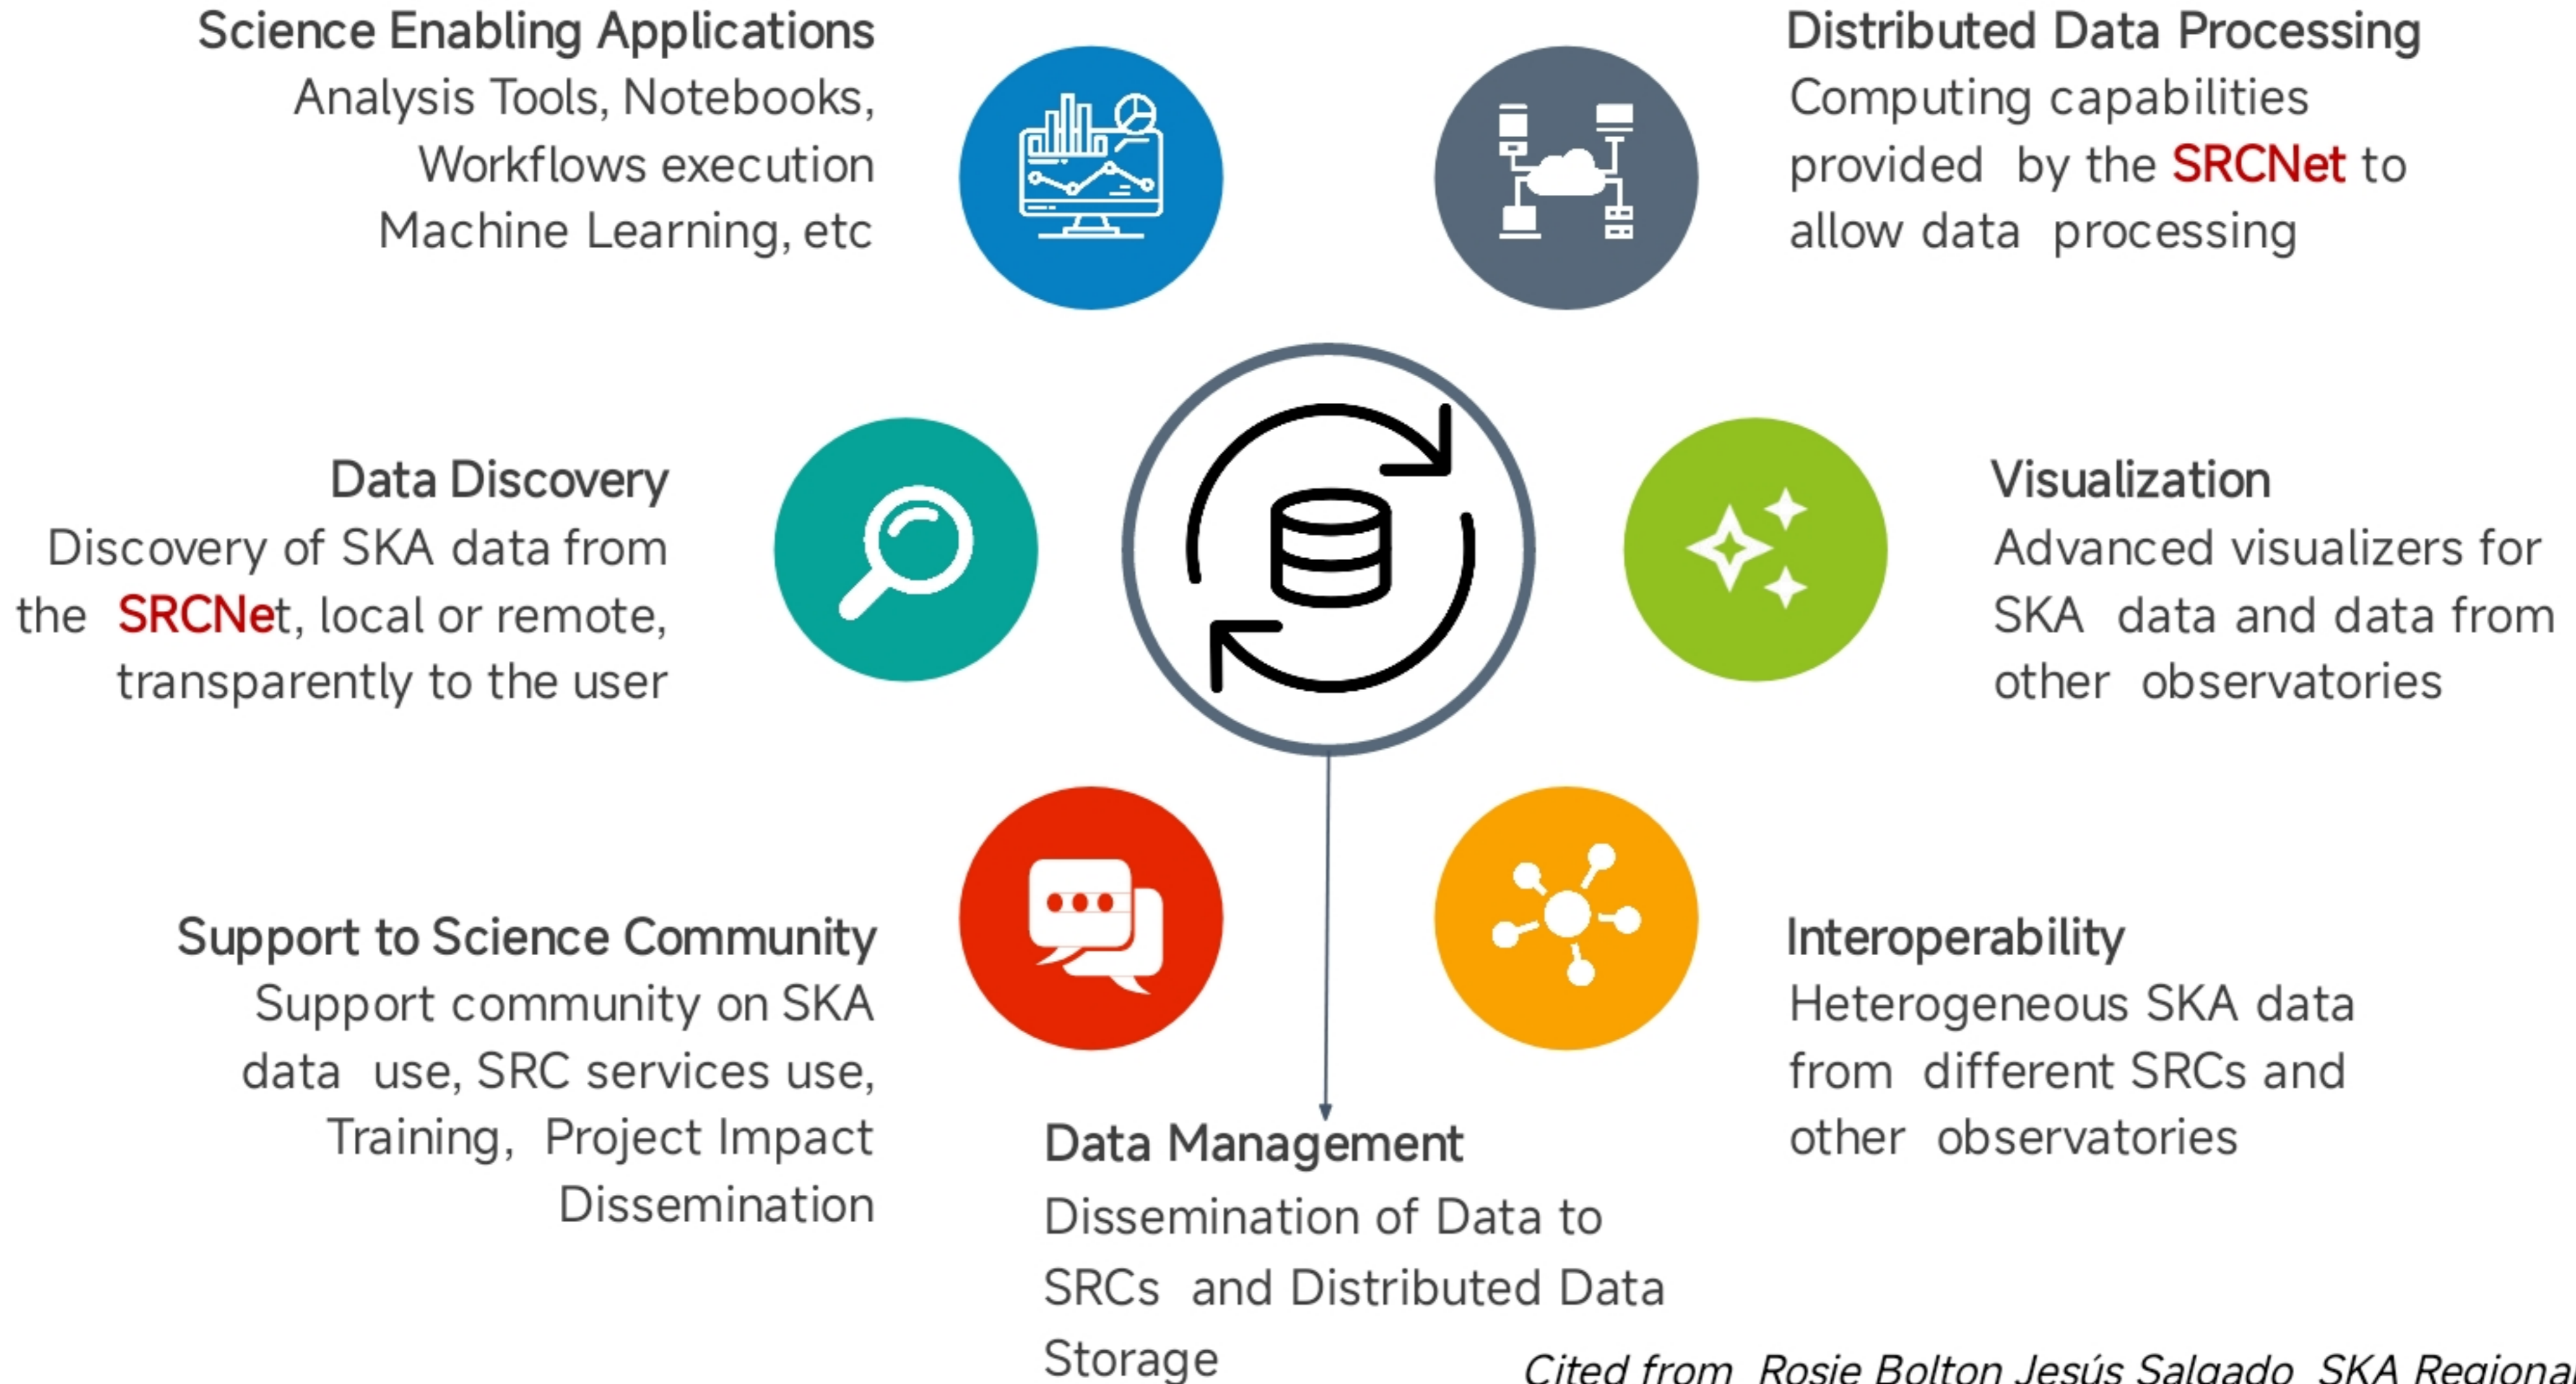 Science Enabling Applications
Analysis Tools, Notebooks,
Workflows execution
Machine Learning, etc
Distributed Data Processing
Computing capabilities
provided by the SRCNet to
allow data processing
Data Discovery
Discovery of SKA data from
the SRCNet, local or remote,
transparently to the user
Visualization
Advanced visualizers for
SKA data and data from
other observatories
Support to Science Community
Support community on SKA
data use, SRC services use,
Training, Project Impact
Dissemination
Interoperability
Heterogeneous SKA data
from different SRCs and
other observatories
Data Management
Dissemination of Data to
SRCs and Distributed Data
Storage
Cited from Rosie Bolton Jesús Salgado SKA Regional